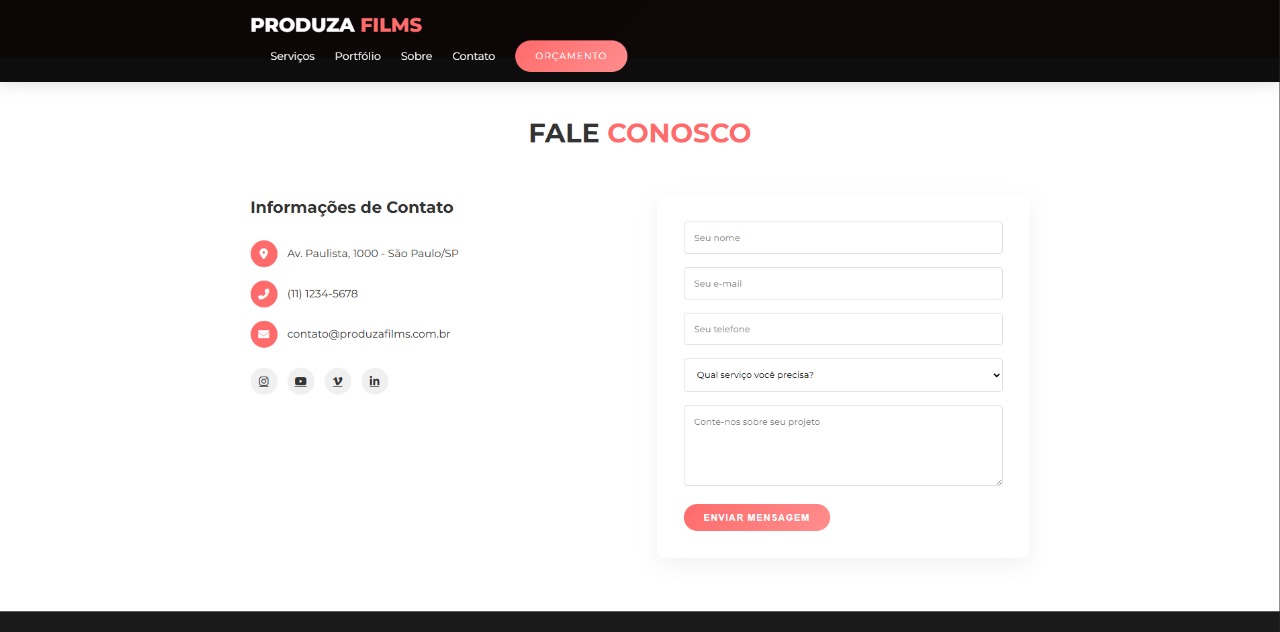 PRODUZA FILMS
Serviços Portfólio Sobre Contato ORÇAMENTO
FALE CONOSCO
Informações de Contato
Av. Paulista, 1000 - São Paulo/SP
(11) 1234-5678
contato@produzafilms.com.br
Seu nome
Seu e-mail
Seu telefone
Qual serviço você precisa?
Conte-nos sobre seu projeto
ENVIAR MENSAGEM